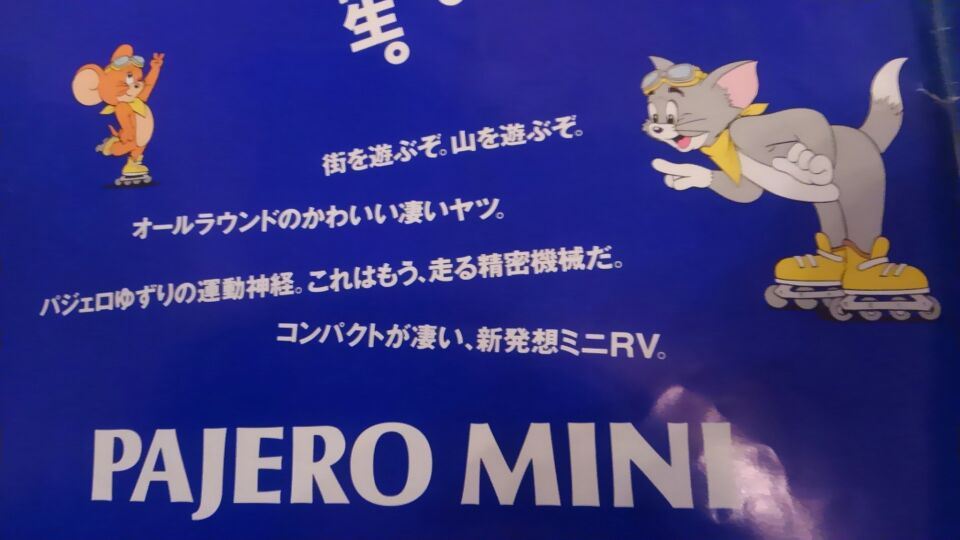 生。
街を遊ぶぞ。山を遊ぶぞ。
オールラウンドのかわいい凄いヤツ。
パジェロゆずりの運動神経。これはもう、走る精密機械だ。
コンパクトが凄い、新発想ミニRV。
PAJERO MINI